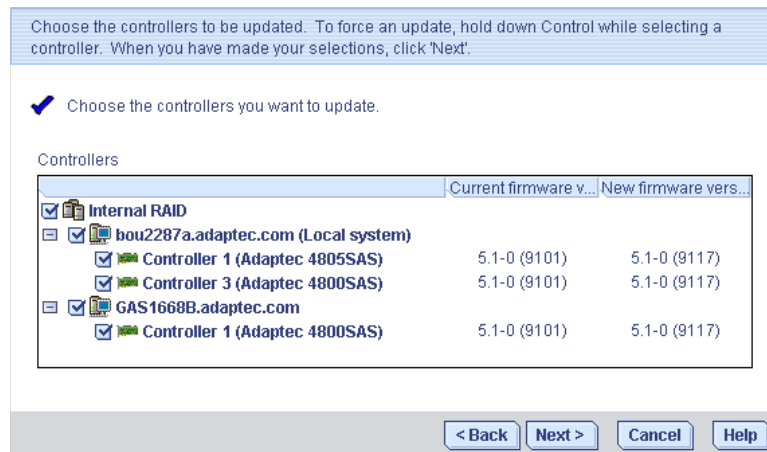 Choose the controllers to be updated. To force an update, hold down Control while selecting a
controller. When you have made your selections, click 'Next'.
Choose the controllers you want to update.
Controllers
Current firmware v... New firmware vers...
Internal RAID
bou2287a.adaptec.com (Local system)
Controller 1 (Adaptec 4805SAS) 5.1-0 (9101) 5.1-0 (9117)
Controller 3 (Adaptec 4800SAS) 5.1-0 (9101) 5.1-0 (9117)
GAS1668B.adaptec.com
Controller 1 (Adaptec 4800SAS) 5.1-0 (9101) 5.1-0 (9117)
< Back Next > Cancel Help